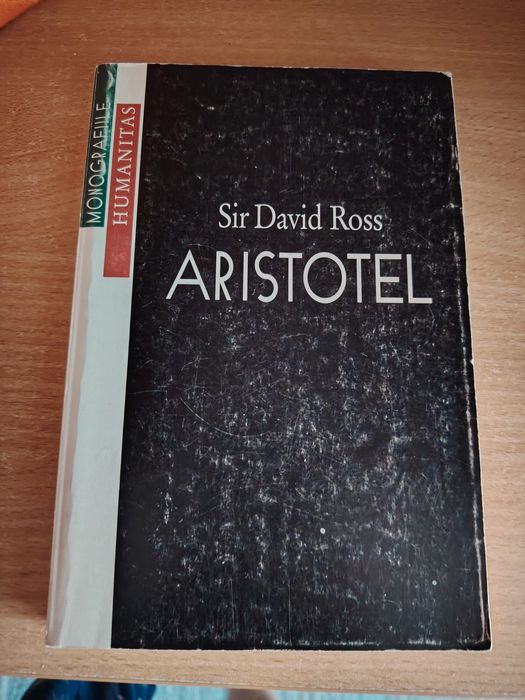 MONOGRAFIILE
HUMANITAS
Sir David Ross
ARISTOTEL